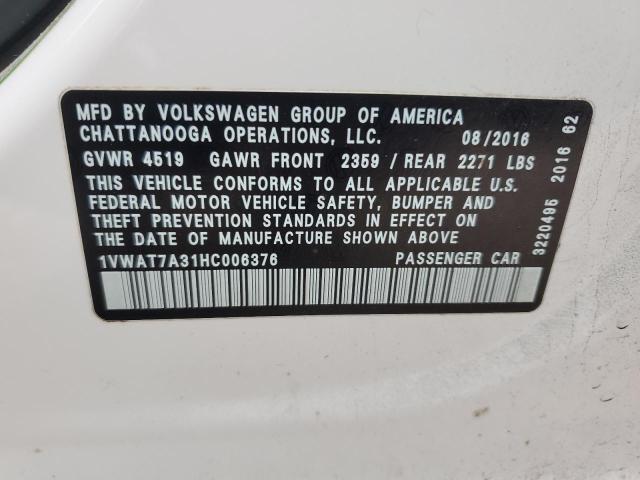 MFD BY VOLKSWAGEN GROUP OF AMERICA
CHATTANOOGA OPERATIONS, LLC. 08/2016
GVWR 4519 GAWR FRONT 2359 / REAR 2271 LBS
THIS VEHICLE CONFORMS TO ALL APPLICABLE U.S.
FEDERAL MOTOR VEHICLE SAFETY, BUMPER AND
THEFT PREVENTION STANDARDS IN EFFECT ON
THE DATE OF MANUFACTURE SHOWN ABOVE
1VWAT7A31HC006376 PASSENGER CAR
3220495 2016 62